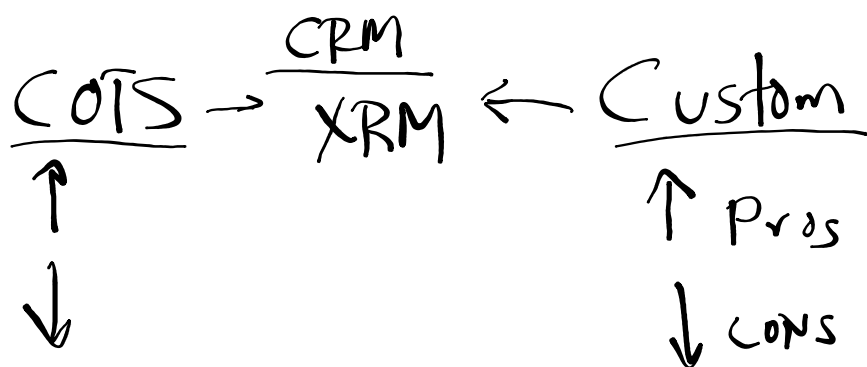 CRM
COTS → XRM ← Custom
↑ ↑ Pros
↓ ↓ CONS